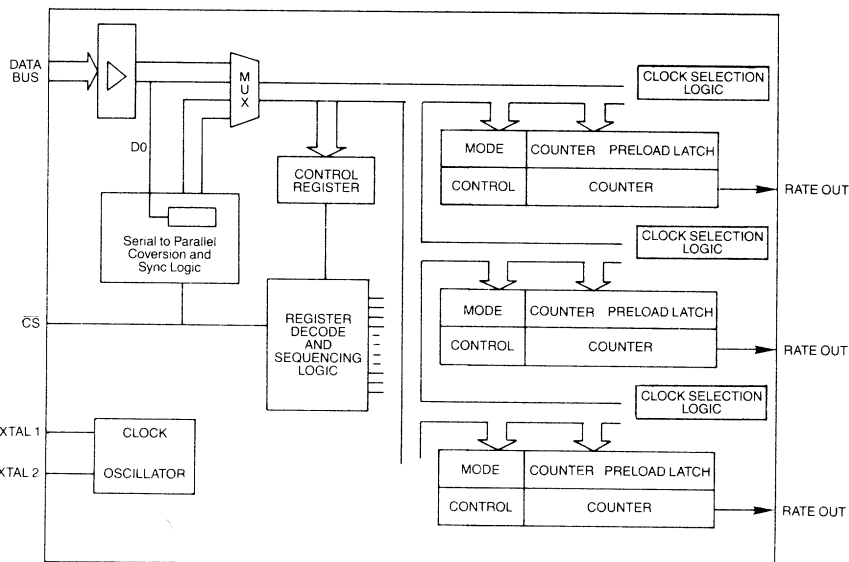 DATA
BUS
MUX
D0
CONTROL
REGISTER
Serial to Parallel
Coversion and
Sync Logic
CS
REGISTER
DECODE
AND
SEQUENCING
LOGIC
XTAL 1
XTAL 2
CLOCK
OSCILLATOR
CLOCK SELECTION
LOGIC
MODE
COUNTER PRELOAD LATCH
CONTROL
COUNTER
RATE OUT
CLOCK SELECTION
LOGIC
MODE
COUNTER PRELOAD LATCH
CONTROL
COUNTER
RATE OUT
CLOCK SELECTION
LOGIC
MODE
COUNTER PRELOAD LATCH
CONTROL
COUNTER
RATE OUT